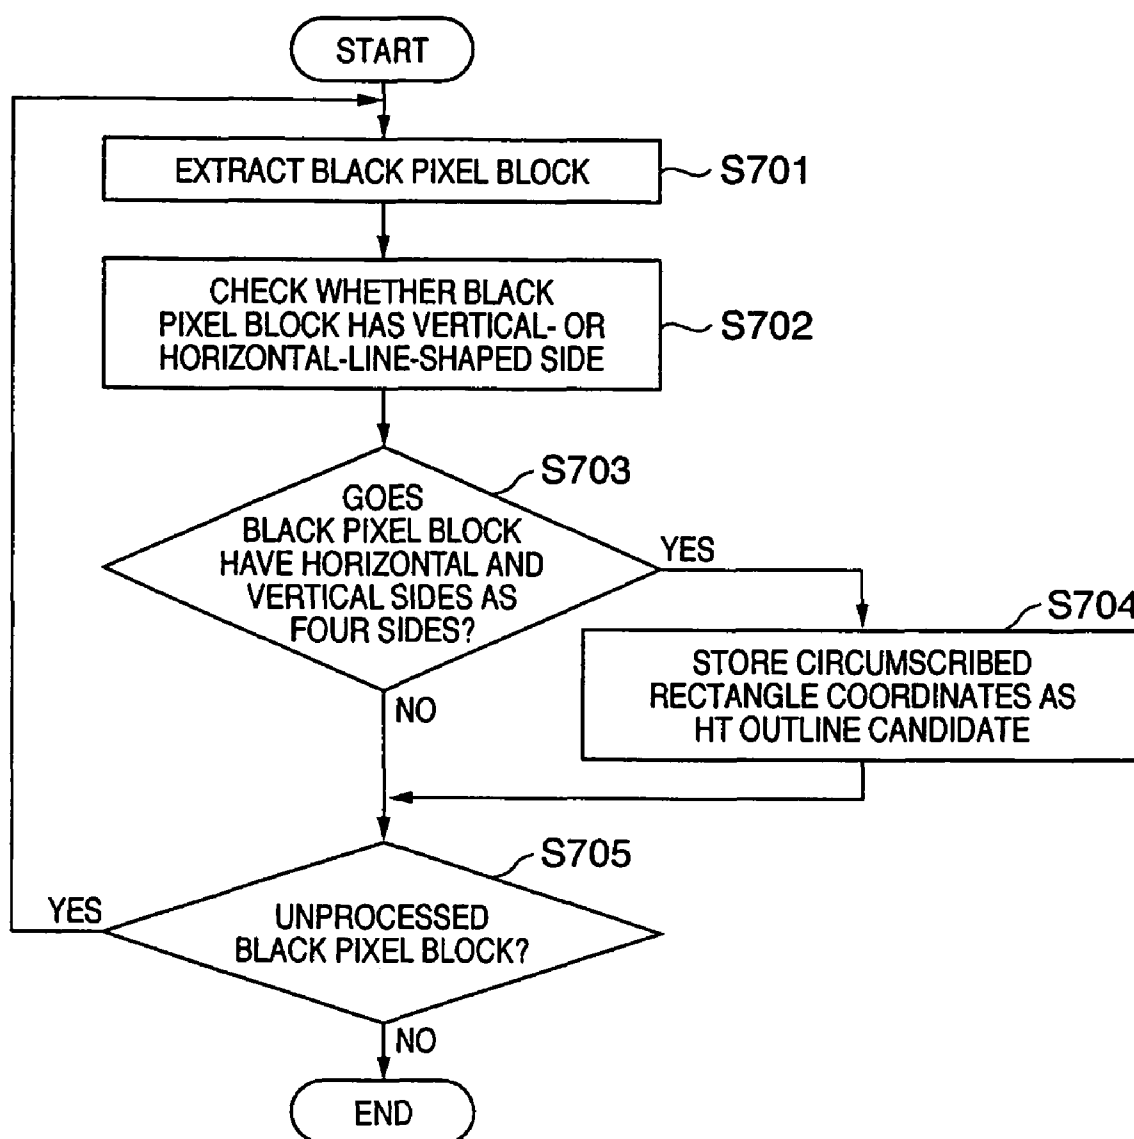 START
EXTRACT BLACK PIXEL BLOCK
S701
CHECK WHETHER BLACK
PIXEL BLOCK HAS VERTICAL- OR
HORIZONTAL-LINE-SHAPED SIDE
S702
S703
GOES
BLACK PIXEL BLOCK
HAVE HORIZONTAL AND
VERTICAL SIDES AS
FOUR SIDES?
YES
NO
S704
STORE CIRCUMSCRIBED
RECTANGLE COORDINATES AS
HT OUTLINE CANDIDATE
S705
UNPROCESSED
BLACK PIXEL BLOCK?
YES
NO
END